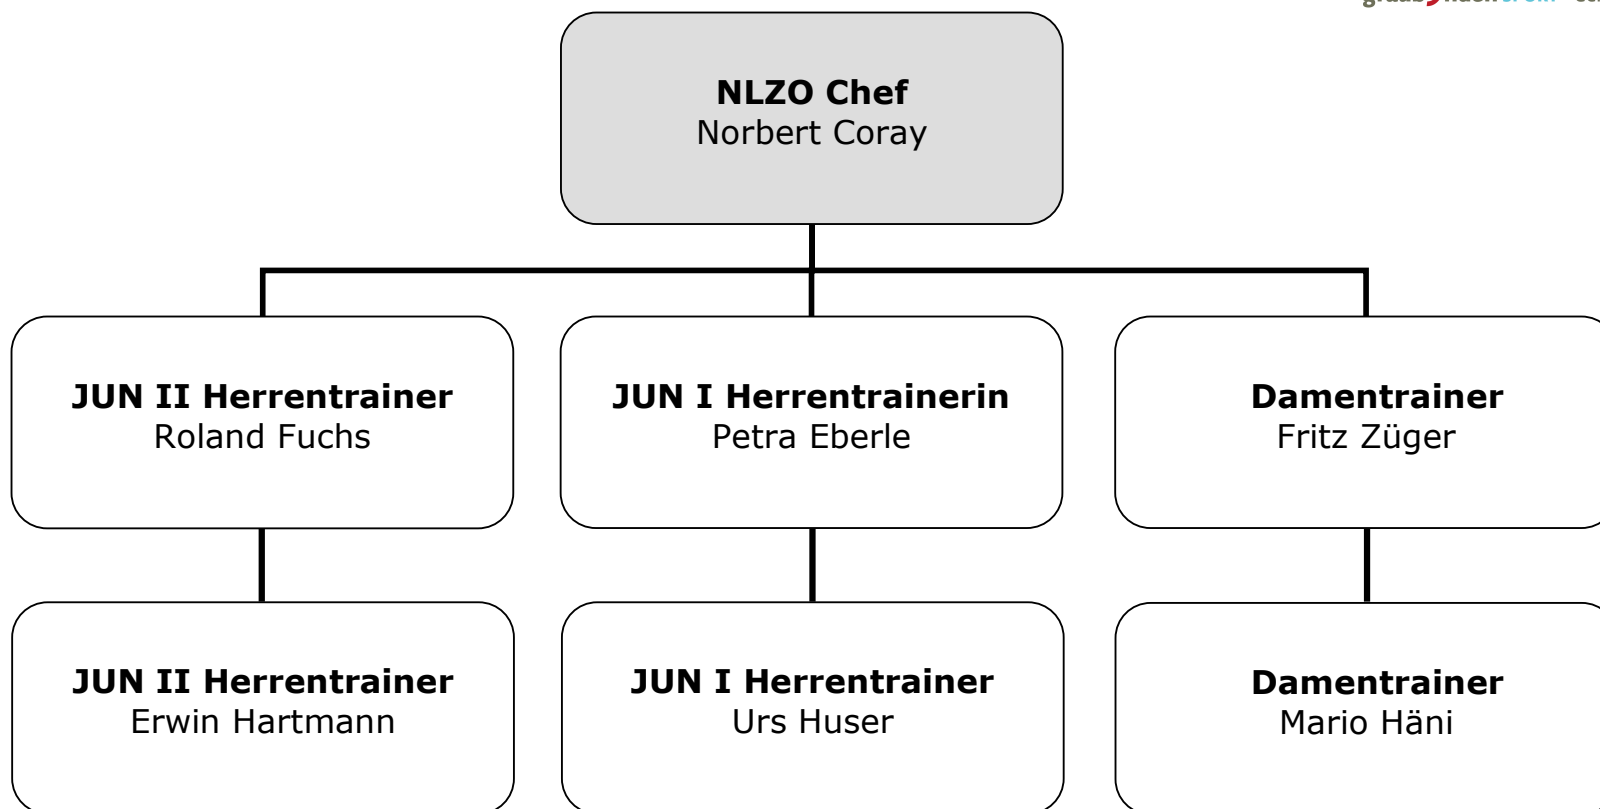 NLZO Chef
Norbert Coray
JUN II Herrentrainer
Roland Fuchs
JUN I Herrentrainerin
Petra Eberle
Damentrainer
Fritz Züger
JUN II Herrentrainer
Erwin Hartmann
JUN I Herrentrainer
Urs Huser
Damentrainer
Mario Häni